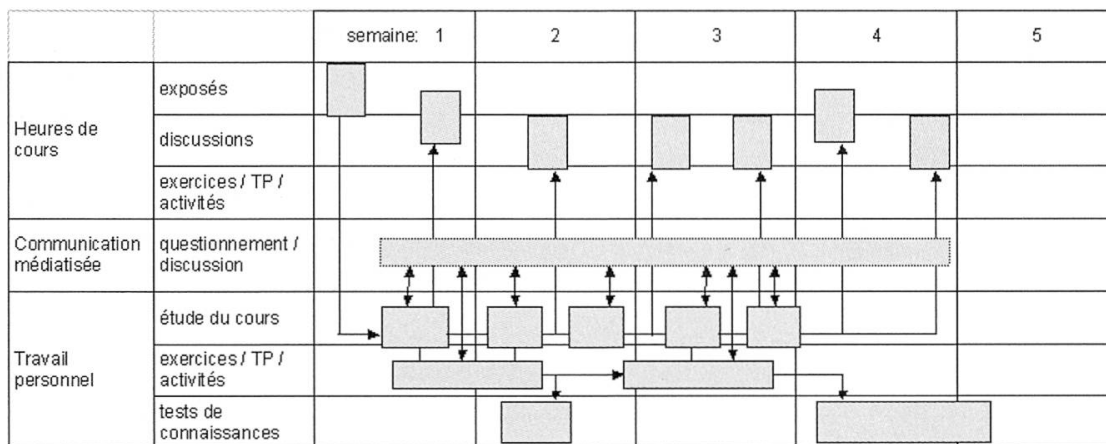 semaine: 1 2 3 4 5
exposés
Heures de
cours
discussions
exercices / TP /
activités
Communication
médiatisée
questionnement /
discussion
étude du cours
Travail
personnel
exercices / TP /
activités
tests de
connaissances